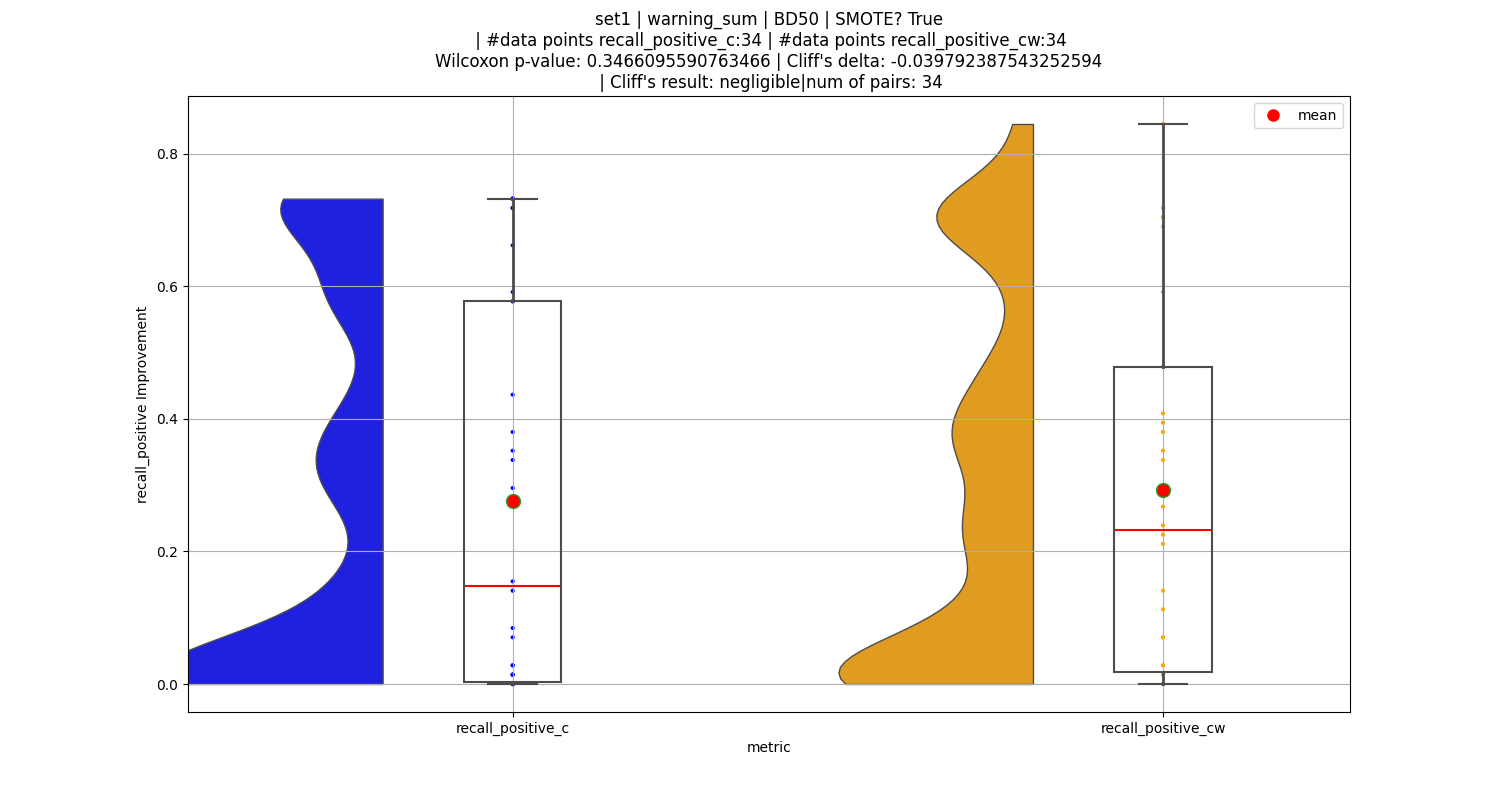 set1 | warning_sum | BD50 | SMOTE? True
| #data points recall_positive_c:34 | #data points recall_positive_cw:34
Wilcoxon p-value: 0.3466095590763466 | Cliff's delta: -0.039792387543252594
| Cliff's result: negligible|num of pairs: 34
mean
0.8
0.6
0.4
0.2
0.0
recall_positive Improvement
recall_positive_c
recall_positive_cw
metric